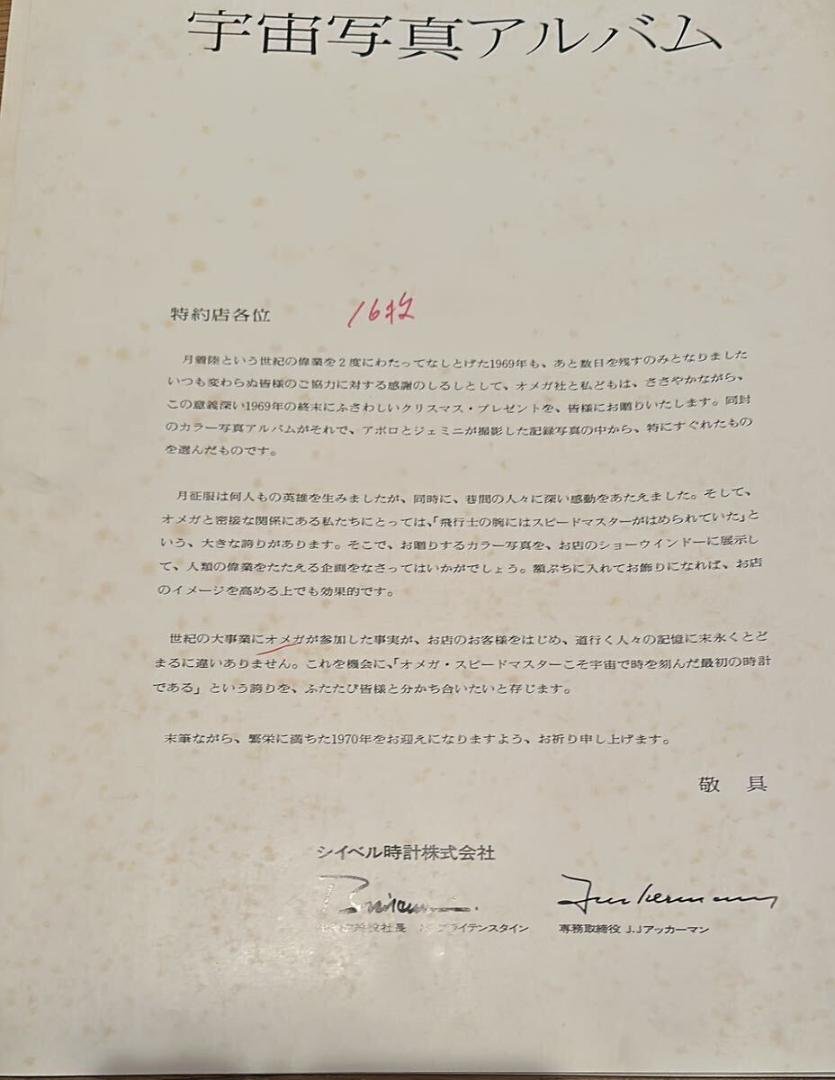 宇宙写真アルバム
特約店各位
16枚
月着陸という世紀の偉業を2度にわたってなしとげた1969年も、あと数日を残すのみとなりました
いつも変わらぬ皆様のご協力に対する感謝のしるしとして、オメガ社と私どもは、ささやかながら、
この意義深い1969年の終末にふさわしいクリスマス・プレゼントを、皆様にお贈りいたします。同封
のカラー写真アルバムがそれで、アポロとジェミニが撮影した記録写真の中から、特にすぐれたもの
を選んだものです。
月征服は何人もの英雄を生みましたが、同時に、巷間の人々に深い感動をあたえました。そして、
オメガと密接な関係にある私たちにとっては、「飛行士の腕にはスピードマスターがはめられていた」と
いう、大きな誇りがあります。そこで、お贈りするカラー写真を、お店のショーウインドーに展示し
て、人類の偉業をたたえる企画をなさってはいかがでしょう。額ぶちに入れてお飾りになれば、お店
のイメージを高める上でも効果的です。
世紀の大事業にオメガが参加した事実が、お店のお客様をはじめ、道行く人々の記憶に末永くとど
まるに違いありません。これを機会に、「オメガ・スピードマスターこそ宇宙で時を刻んだ最初の時計
である」という誇りを、ふたたび皆様と分かち合いたいと存じます。
末筆ながら、繁栄に満ちた1970年をお迎えになりますよう、お祈り申し上げます。
敬 具
シイベル時計株式会社
締役社長 ブライテンスタイン
専務取締役 J.Jアッカーマン